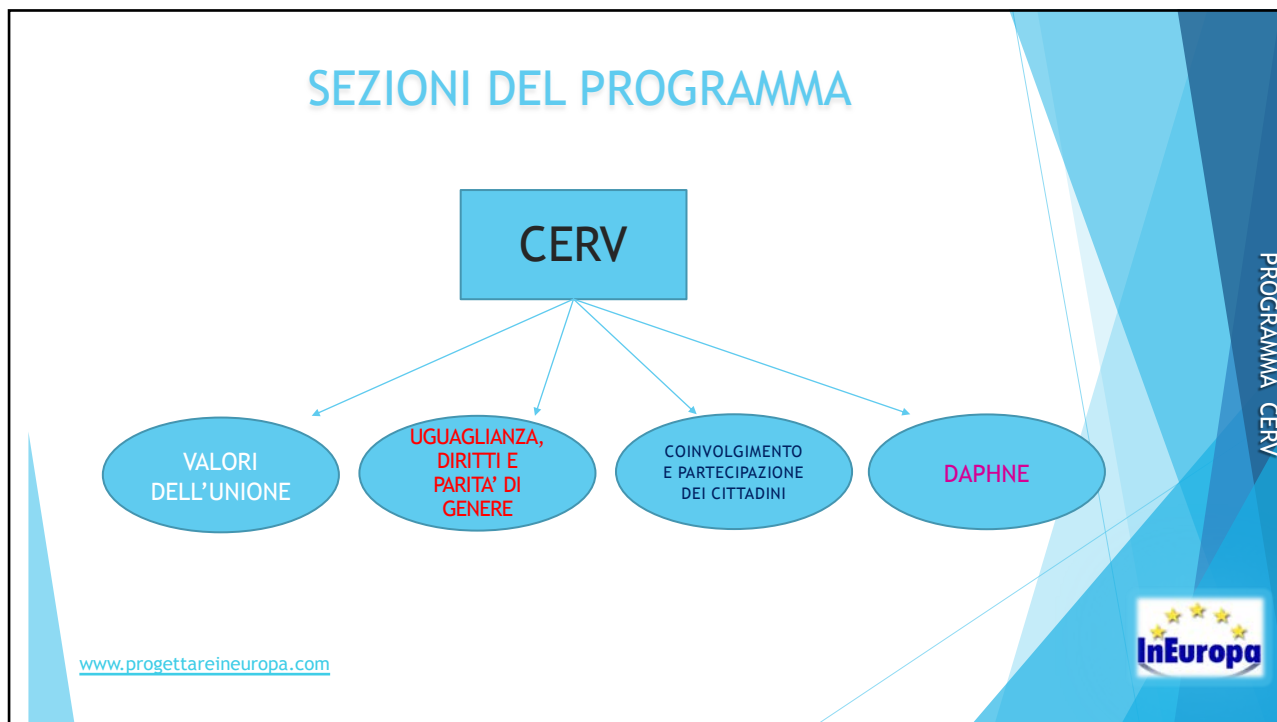 SEZIONI DEL PROGRAMMA
CERV
VALORI
DELL’UNIONE
UGUAGLIANZA,
DIRITTI E
PARITA’ DI
GENERE
COINVOLGIMENTO
E PARTECIPAZIONE
DEI CITTADINI
DAPHNE
PROGRAMMA CERV
www.progettareineuropa.com
InEuropa